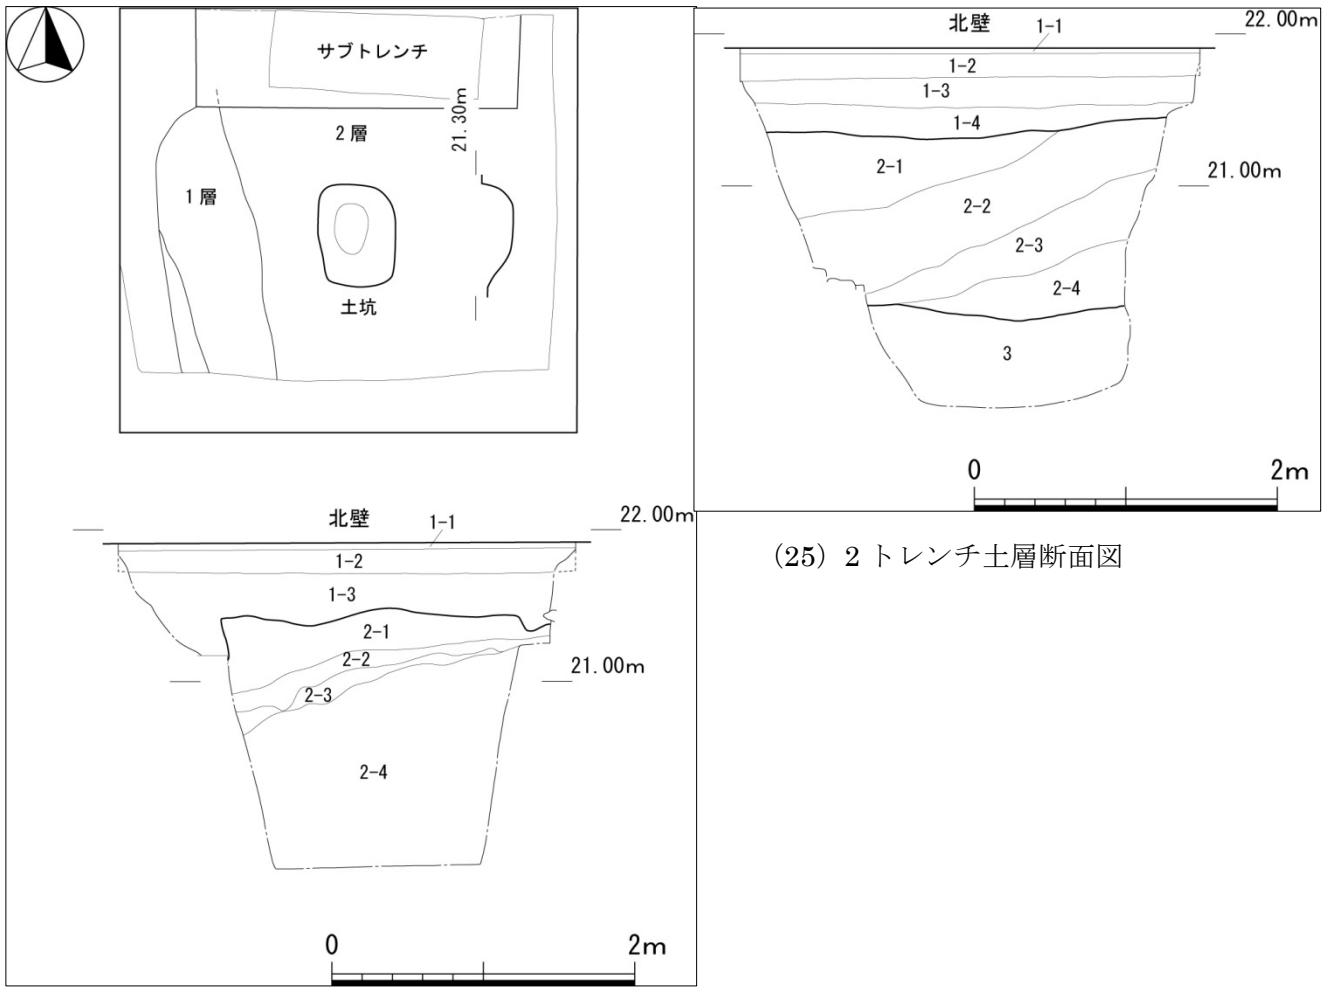 サブトレンチ
21.30m
2層
1層
土坑
北壁
1-1
22.00m
1-2
1-3
2-1
2-2
21.00m
2-3
2-4
0
2m
北壁
1-1
22.00m
1-2
1-3
1-4
2-1
21.00m
2-2
2-3
2-4
3
0
2m
（25）2 トレンチ土層断面図